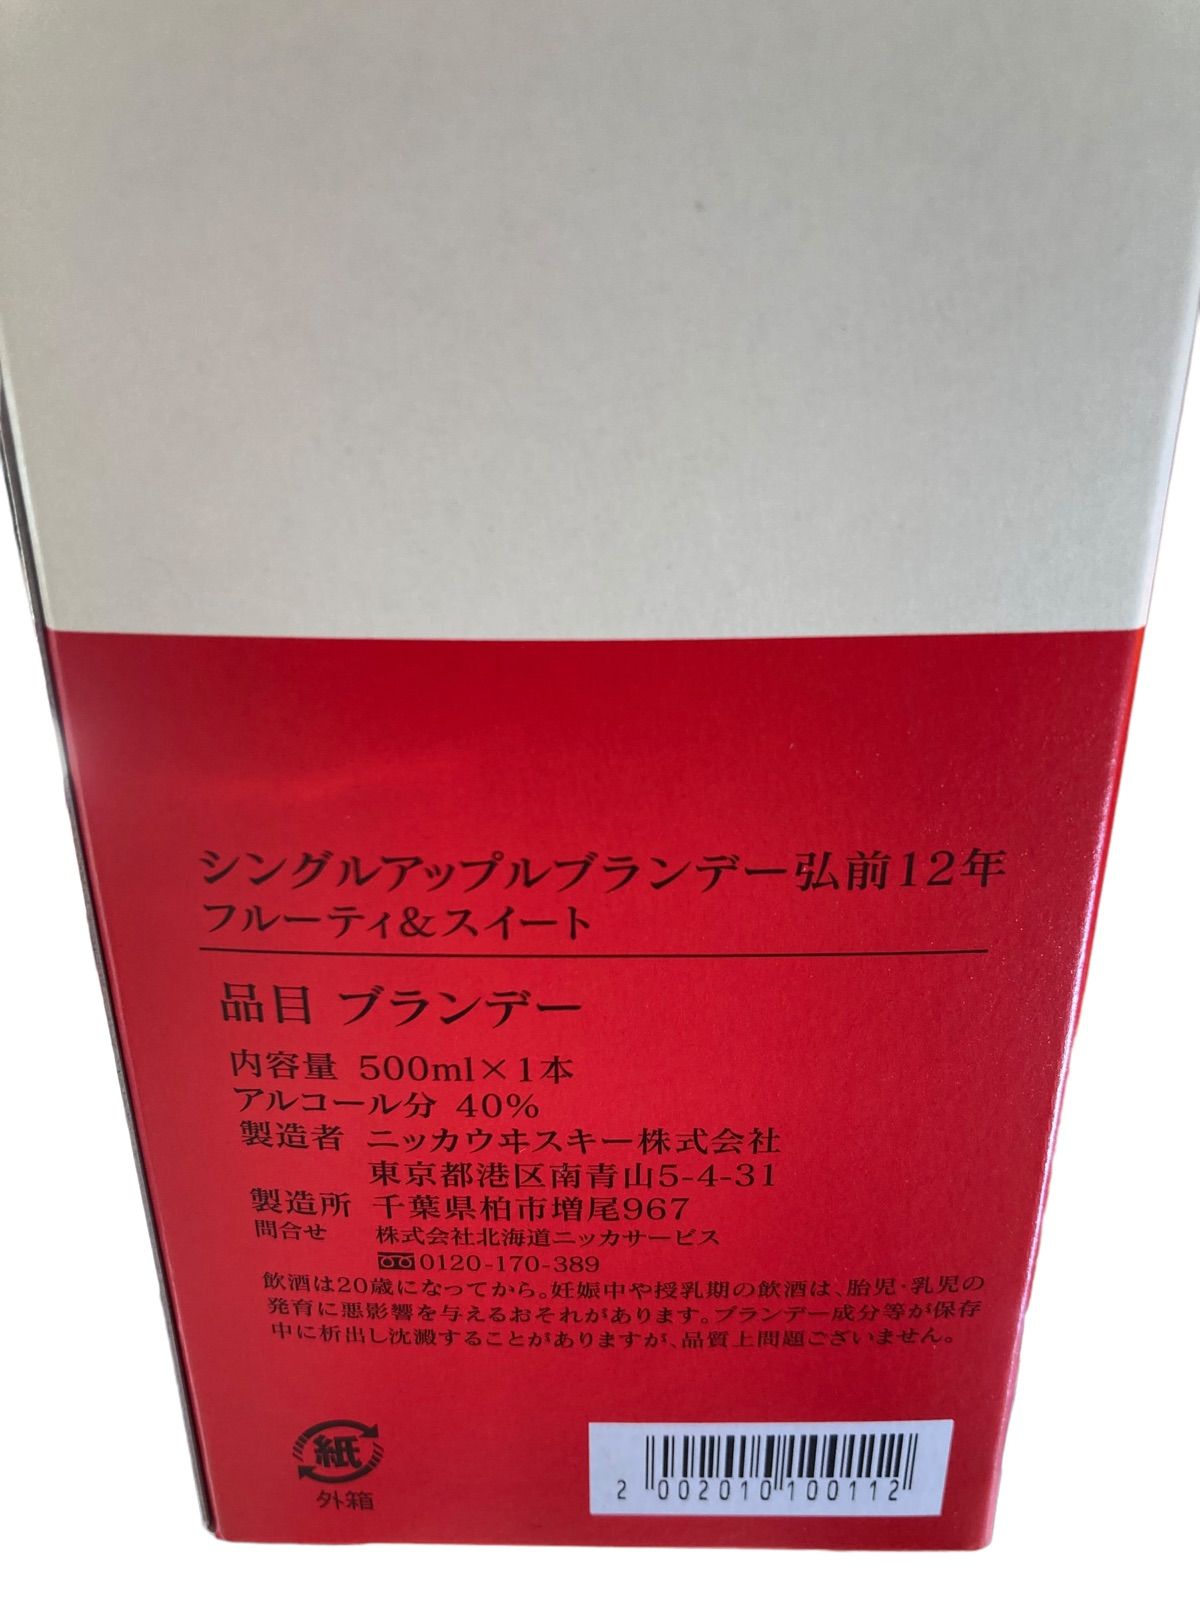 シングルアップルブランデー弘前12年
フルーティ&スイート
品目 ブランデー
内容量 500ml×1本
アルコール分 40%
製造者 ニッカウヰスキー株式会社
東京都港区南青山5-4-31
製造所 千葉県柏市増尾967
問合せ 株式会社北海道ニッカサービス
0120-170-389
飲酒は20歳になってから。妊娠中や授乳期の飲酒は、胎児・乳児の
発育に悪影響を与えるおそれがあります。ブランデー成分等が保存
中に析出し沈澱することがありますが、品質上問題ございません。
紙
外箱
2 002010 100112